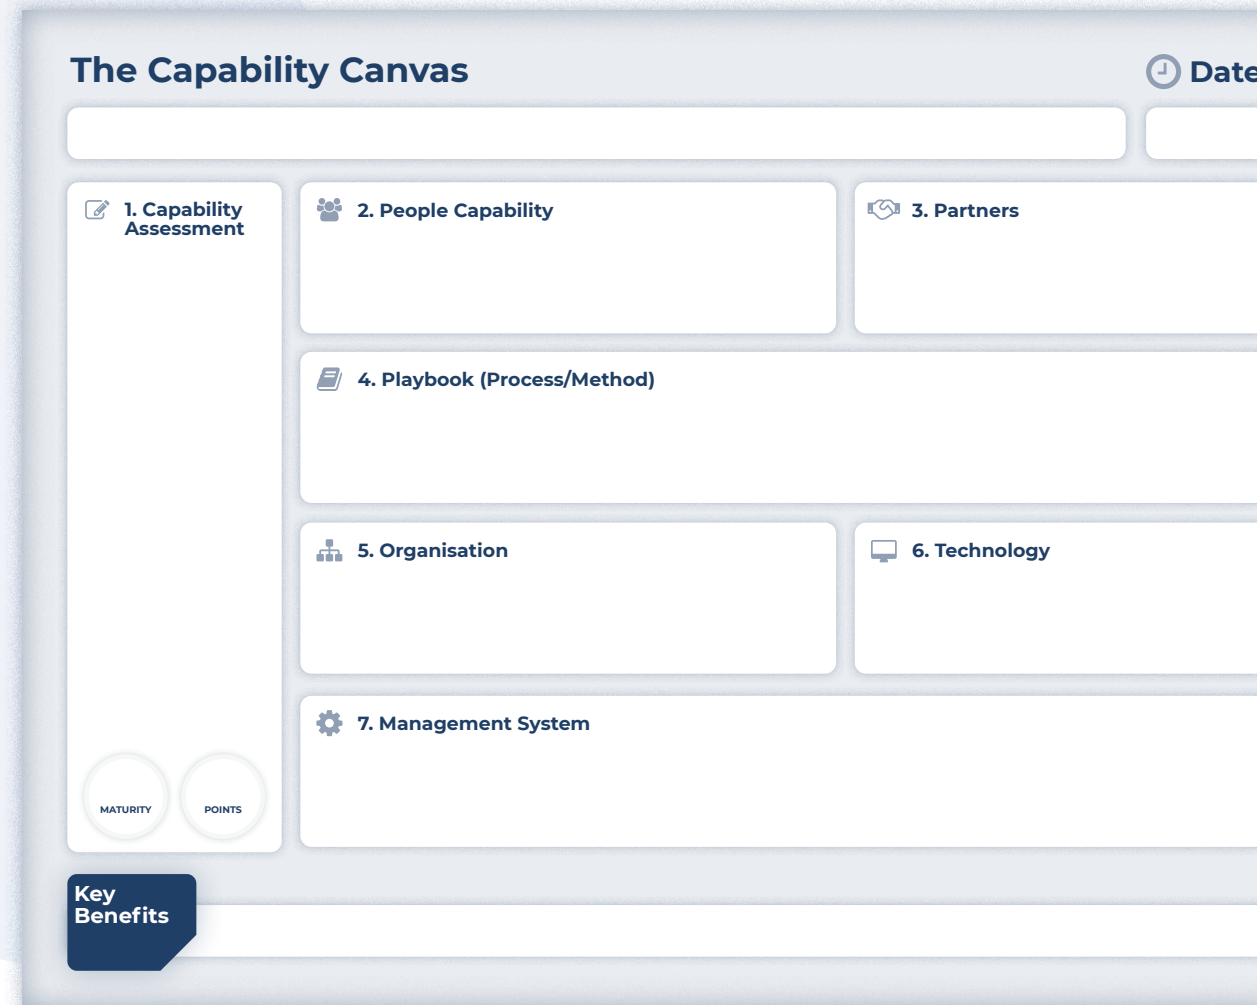 The Capability Canvas
Date
1. Capability
Assessment
2. People Capability
3. Partners
4. Playbook (Process/Method)
5. Organisation
6. Technology
7. Management System
MATURITY
POINTS
Key
Benefits